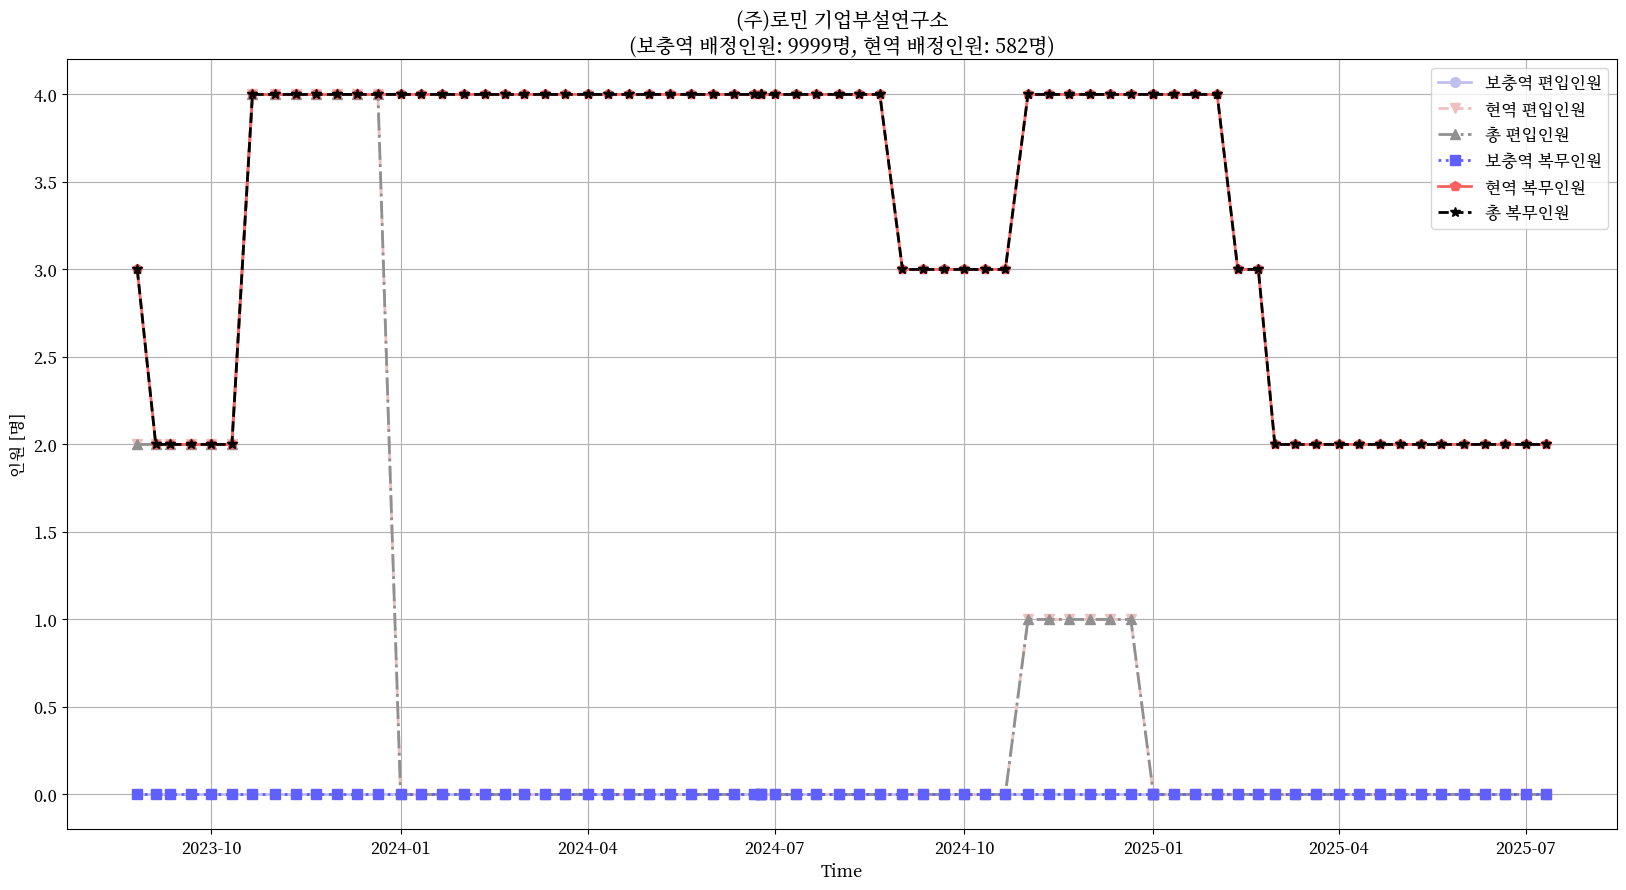 (주)로민 기업부설연구소
(보충역 배정인원: 9999명, 현역 배정인원: 582명)
보충역 편입인원
현역 편입인원
총 편입인원
보충역 복무인원
현역 복무인원
총 복무인원
인원 [명]
4.0
3.5
3.0
2.5
2.0
1.5
1.0
0.5
0.0
2023-10
2024-01
2024-04
2024-07
2024-10
2025-01
2025-04
2025-07
Time